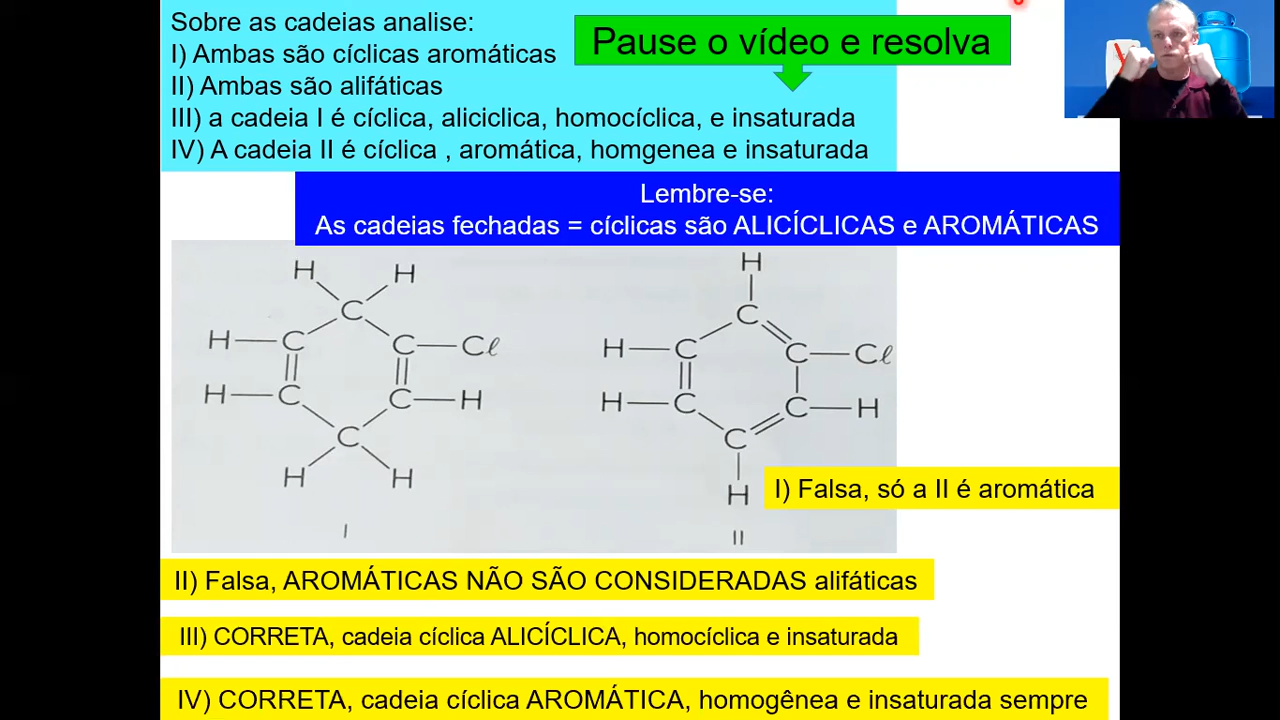 Sobre as cadeias analise:
I) Ambas são cíclicas aromáticas
II) Ambas são alifáticas
III) a cadeia I é cíclica, aliciclica, homocíclica, e insaturada
IV) A cadeia II é cíclica , aromática, homgenea e insaturada
Pause o vídeo e resolva
Lembre-se:
As cadeias fechadas = cíclicas são ALICÍCLICAS e AROMÁTICAS
H H
C
H C C Cℓ
H C C H
C
H H
I
H
C
H C C Cℓ
H C C H
C
H
II
I) Falsa, só a II é aromática
II) Falsa, AROMÁTICAS NÃO SÃO CONSIDERADAS alifáticas
III) CORRETA, cadeia cíclica ALICÍCLICA, homocíclica e insaturada
IV) CORRETA, cadeia cíclica AROMÁTICA, homogênea e insaturada sempre